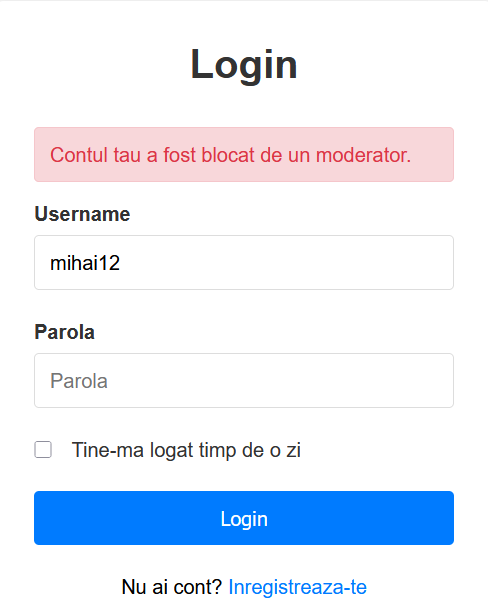 Login
Contul tau a fost blocat de un moderator.
Username
mihai12
Parola
Parola
Tine-ma logat timp de o zi
Login
Nu ai cont? Inregistreaza-te